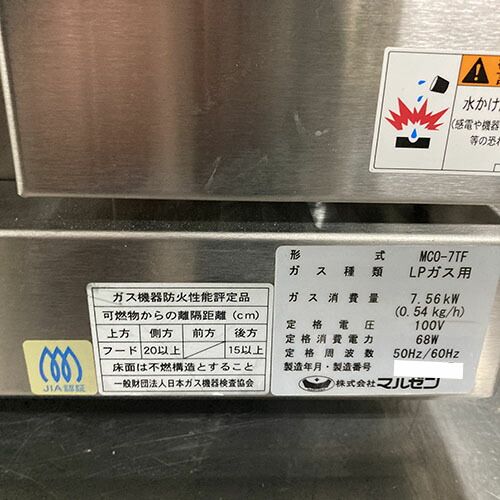 水かけ
(感電や機器
等の恐れ
形 式 MCO-7TF
ガス種類 LPガス用
ガス消費量 7.56kW
(0.54kg/h)
定格電圧 100V
定格消費電力 68W
定格周波数 50Hz/60Hz
製造年月・製造番号
株式会社マルゼン
ガス機器防火性能評定品
可燃物からの離隔距離(cm)
上方 側方 前方 後方
フード 20以上 15以上
床面は不燃構造とすること
一般財団法人日本ガス機器検査協会
JIA認証